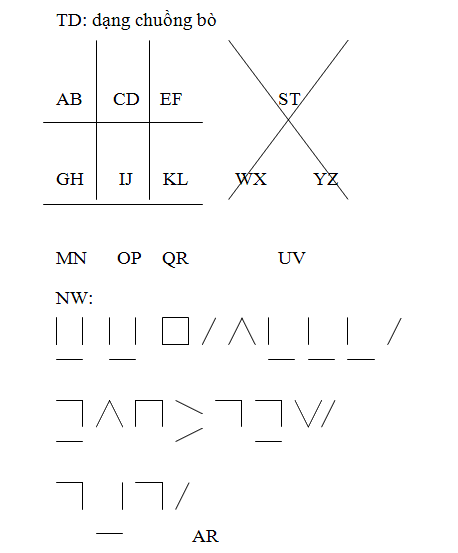 TD: dạng chuồng bò
AB CD EF ST
GH IJ KL WX YZ
MN OP QR UV
NW:
AR